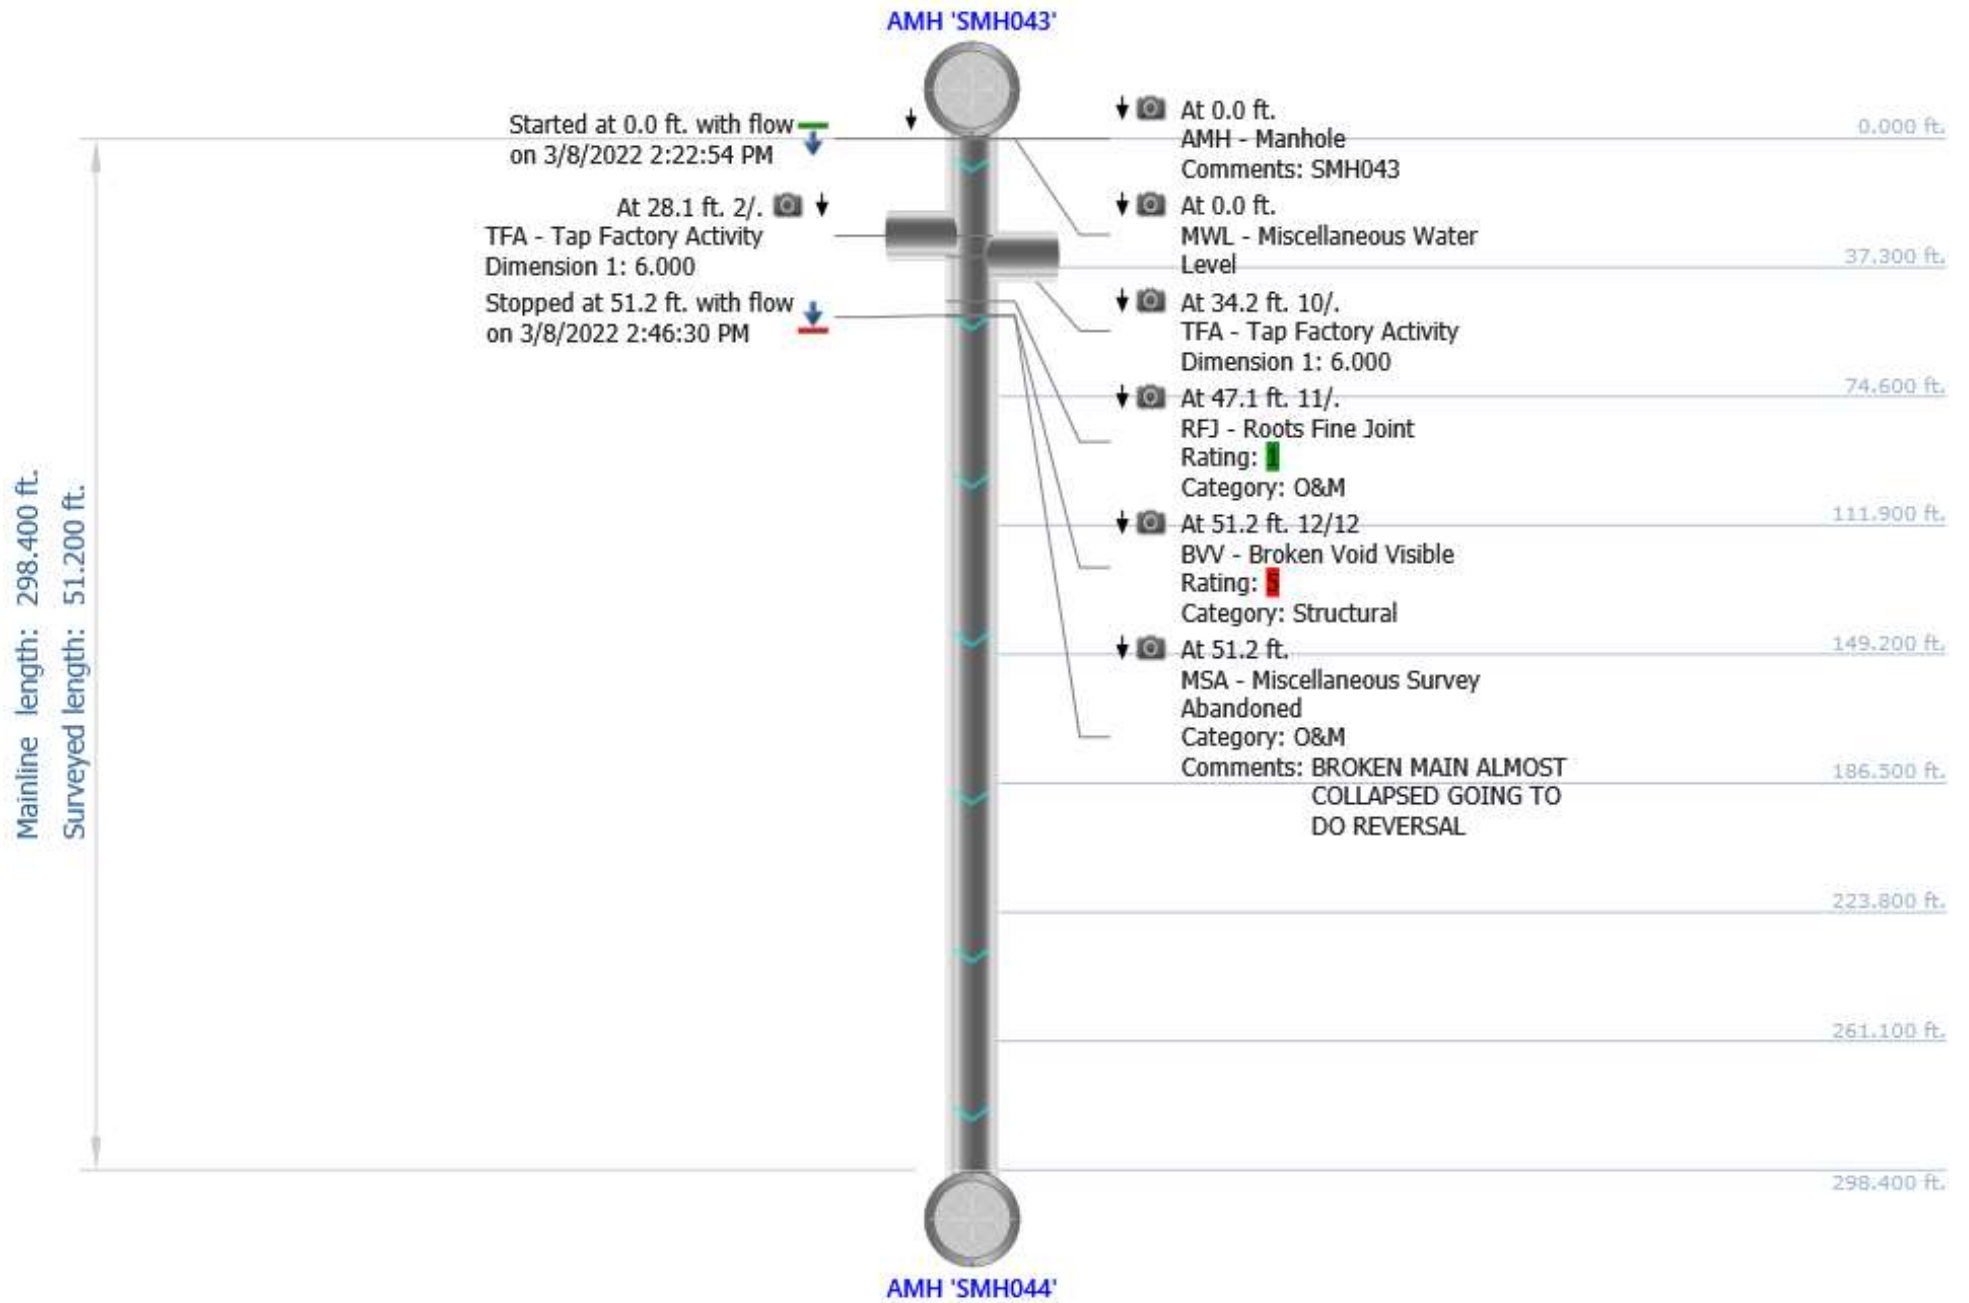 AMH 'SMH043'
Started at 0.0 ft. with flow
on 3/8/2022 2:22:54 PM
At 28.1 ft. 2/.
TFA - Tap Factory Activity
Dimension 1: 6.000
Stopped at 51.2 ft. with flow
on 3/8/2022 2:46:30 PM
At 0.0 ft.
AMH - Manhole
Comments: SMH043
At 0.0 ft.
MWL - Miscellaneous Water
Level
At 34.2 ft. 10/.
TFA - Tap Factory Activity
Dimension 1: 6.000
At 47.1 ft. 11/.
RFJ - Roots Fine Joint
Rating: 1
Category: O&M
At 51.2 ft. 12/12
BVV - Broken Void Visible
Rating: 5
Category: Structural
At 51.2 ft.
MSA - Miscellaneous Survey
Abandoned
Category: O&M
Comments: BROKEN MAIN ALMOST
COLLAPSED GOING TO
DO REVERSAL
0.000 ft.
37.300 ft.
74.600 ft.
111.900 ft.
149.200 ft.
186.500 ft.
223.800 ft.
261.100 ft.
298.400 ft.
Mainline length: 298.400 ft.
Surveyed length: 51.200 ft.
AMH 'SMH044'